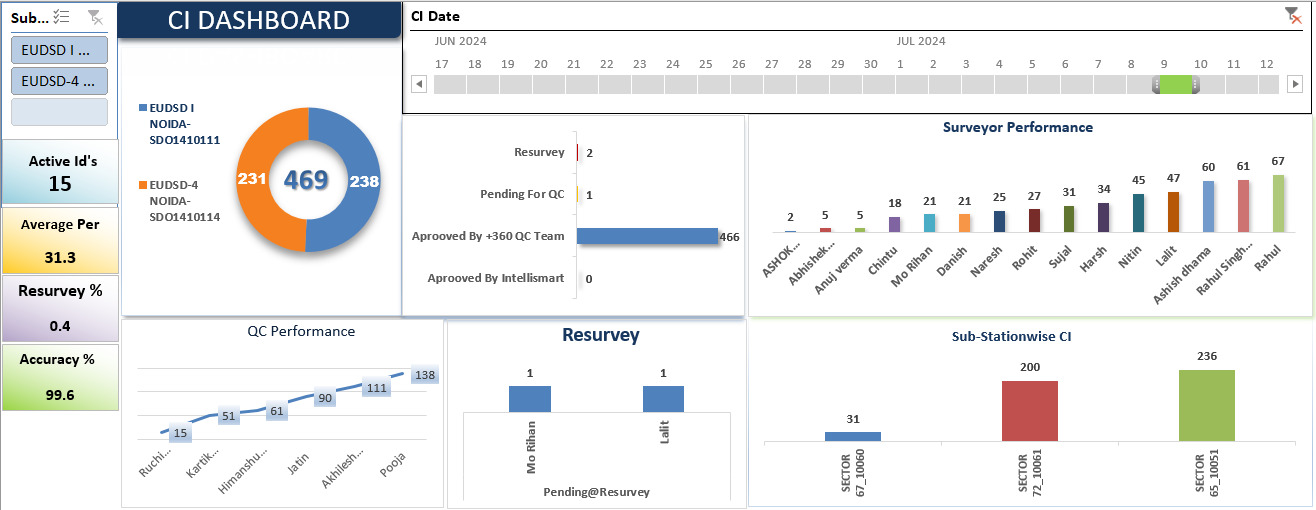 Sub...
EUDSD I ...
EUDSD-4 ...
CI DASHBOARD
CI Date
JUN 2024 JUL 2024
17 18 19 20 21 22 23 24 25 26 27 28 29 30 1 2 3 4 5 6 7 8 9 10 11 12
Active Id's
15
Average Per
31.3
Resurvey %
0.4
Accuracy %
99.6
EUDSD I
NOIDA-
SDO1410111
EUDSD-4
NOIDA-
SDO1410114
231 469 238
Resurvey 2
Pending For QC 1
Aprooved By +360 QC Team 466
Aprooved By Intellismart 0
Surveyor Performance
2 5 5 18 21 21 25 27 31 34 45 47 60 61 67
ASHOK...
Abhishek...
Anuj verma
Chintu
Mo Rihan
Danish
Naresh
Rohit
Sujal
Harsh
Nitin
Lalit
Ashish dhama
Rahul Singh...
Rahul
QC Performance
15 51 61 90 111 138
Ruchi...
Kartik...
Himanshu...
Jatin
Akhilesh...
Pooja
Resurvey
1 1
Mo Rihan
Lalit
Pending@Resurvey
Sub-Stationwise CI
31 200 236
SECTOR
67_10060
SECTOR
72_10061
SECTOR
65_10051